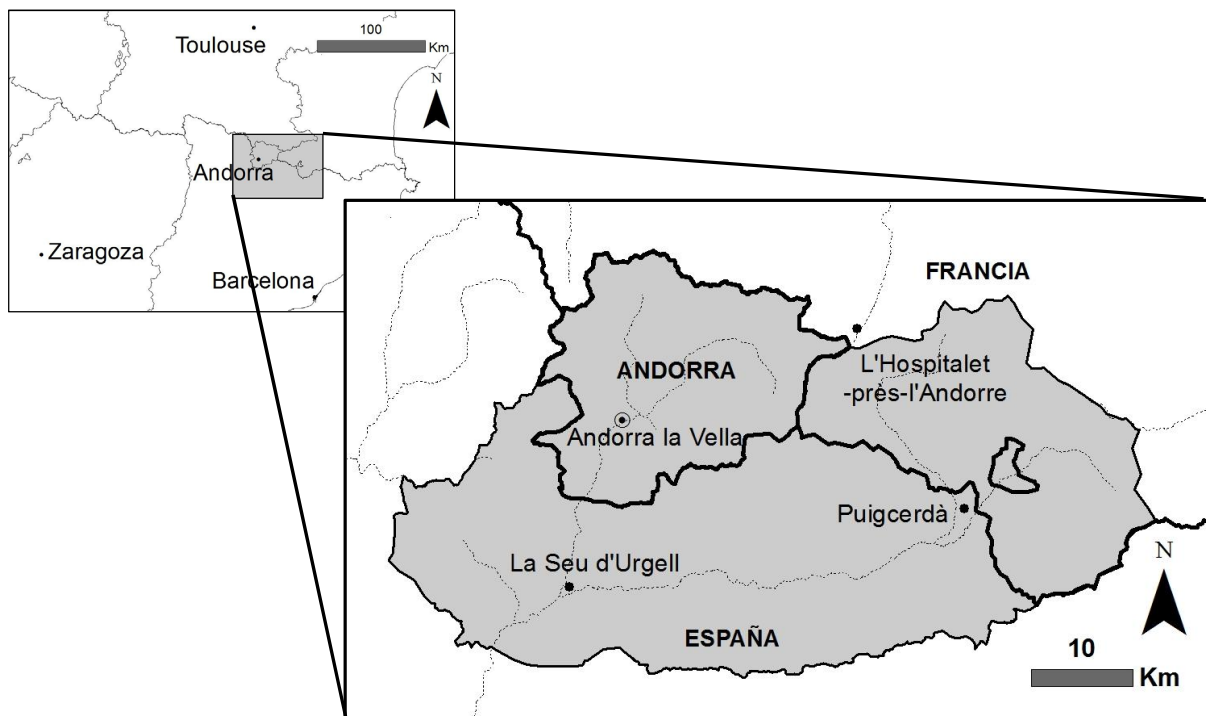 100
Km
Toulouse
N
Andorra
Zaragoza
Barcelona
FRANCIA
ANDORRA
L'Hospitalet
-près-l'Andorre
Andorra la Vella
Puigcerdà
La Seu d'Urgell
N
ESPAÑA
10
Km